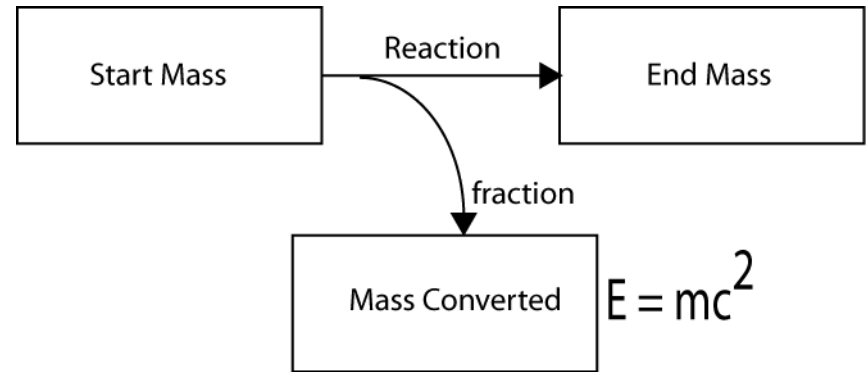 Start Mass
Reaction
End Mass
fraction
Mass Converted
E = mc²